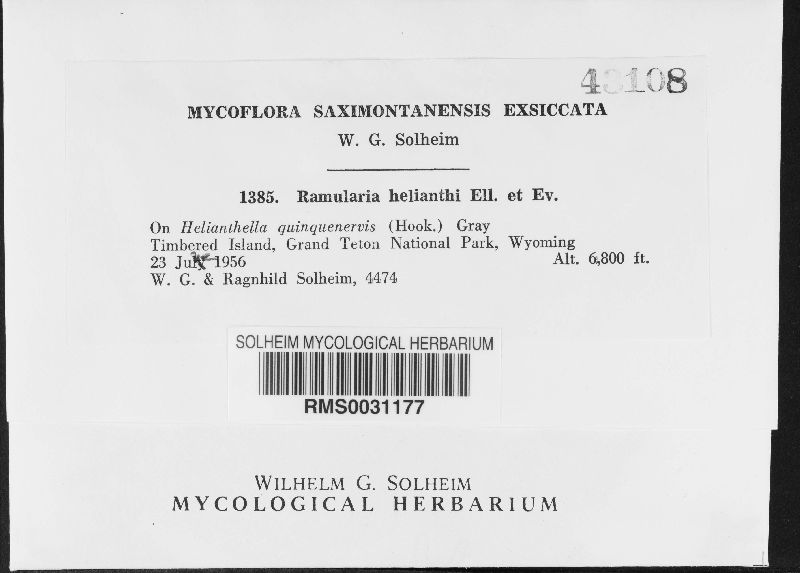 43108
MYCOFLORA SAXIMONTANENSIS EXSICCATA
W. G. Solheim
1385. Ramularia helianthi Ell. et Ev.
On Helianthella quinquenervis (Hook.) Gray
Timbered Island, Grand Teton National Park, Wyoming
23 1956 Alt. 6,800 ft.
W. G. & Ragnhild Solheim, 4474
SOLHEIM MYCOLOGICAL HERBARIUM
RMS0031177
WILHELM G. SOLHEIM
MYCOLOGICAL HERBARIUM